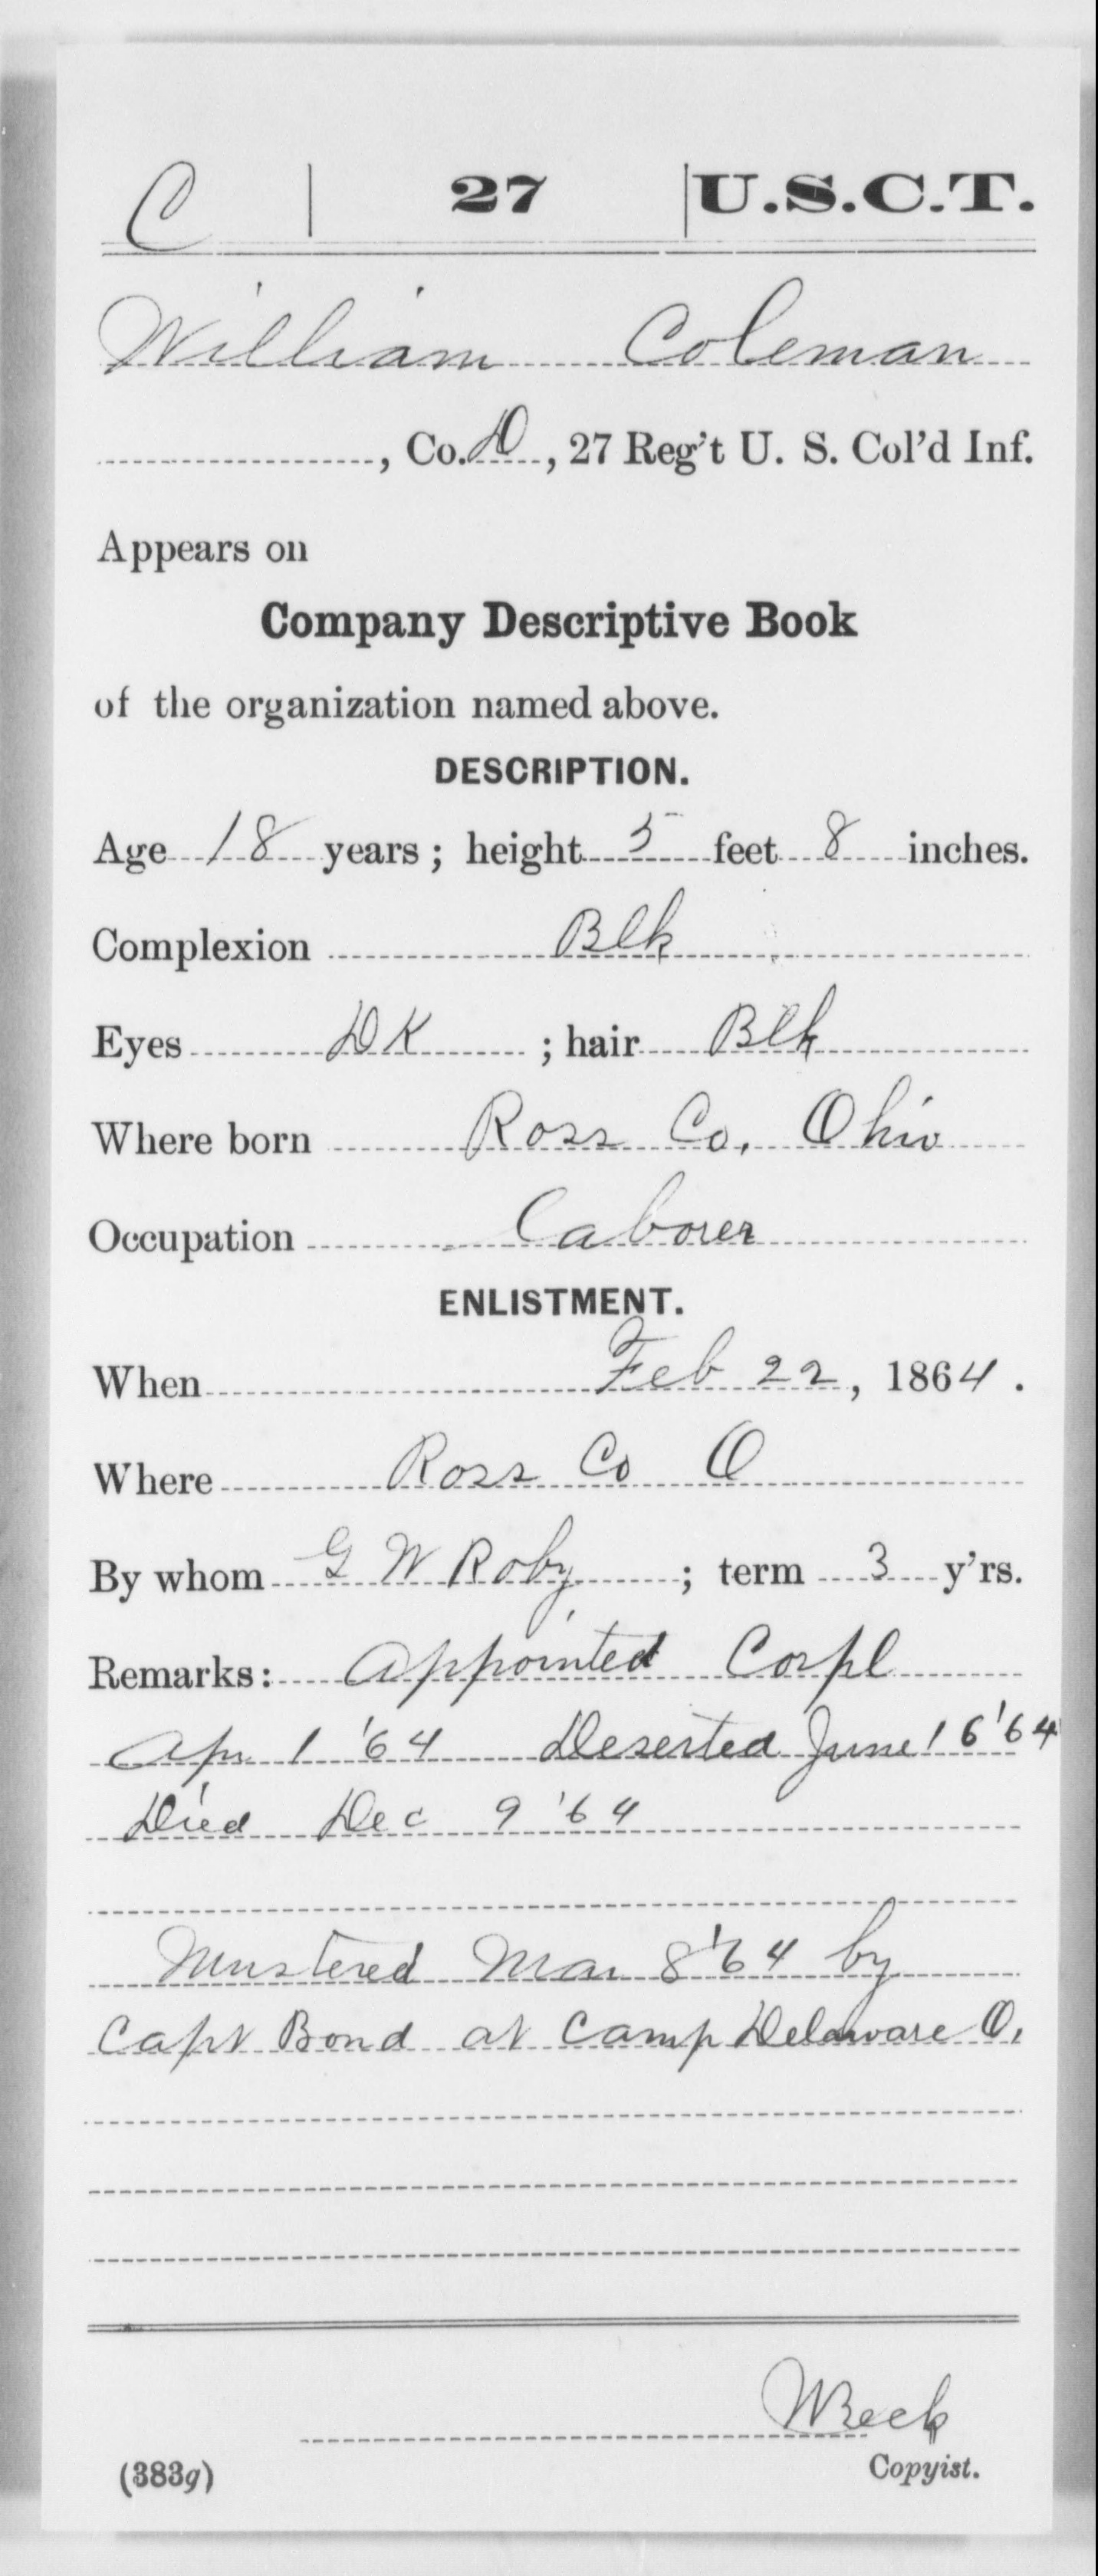 C | 27 | U.S.C.T.
William Coleman
, Co. D, 27 Reg't U. S. Col'd Inf.
Appears on
Company Descriptive Book
of the organization named above.
DESCRIPTION.
Age 18 years; height 5 feet 8 inches.
Complexion Blk
Eyes DK ; hair Blk
Where born Ross Co. Ohio
Occupation Laborer
ENLISTMENT.
When Feb 22, 1864.
Where Ross Co O
By whom G W Roby ; term 3 y'rs.
Remarks: Appointed Corpl
Apr 1 '64 Deserted June 16 '64
Died Dec 9 '64
Mustered Mar 8 '64 by
Capt Bond at Camp Delaware O.
WBeck
(383g) Copyist.